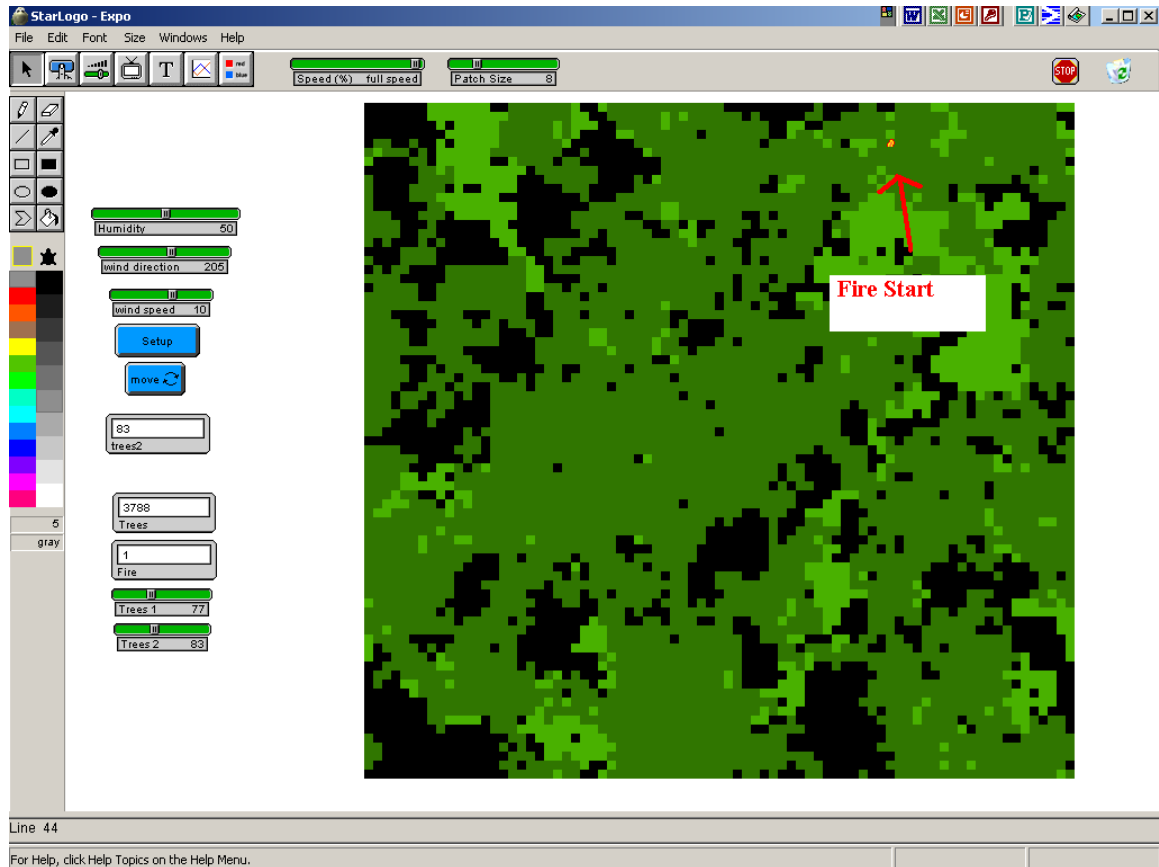 StarLogo - Expo
File Edit Font Size Windows Help
T
red
blue
Speed (%) full speed
Patch Size 8
STOP
Humidity 50
wind direction 205
wind speed 10
Setup
move
83
trees2
3788
Trees
1
Fire
Trees 1 77
Trees 2 83
5
gray
Fire Start
Line 44
For Help, click Help Topics on the Help Menu.